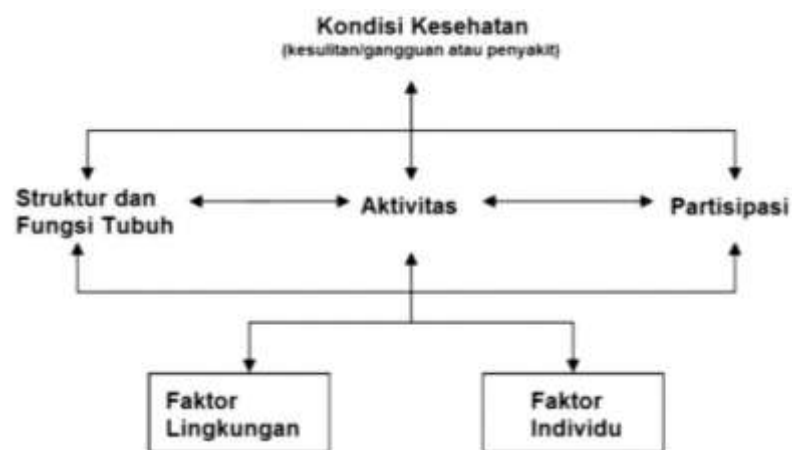 Kondisi Kesehatan
(kesulitan/gangguan atau penyakit)
Struktur dan
Fungsi Tubuh
Aktivitas
Partisipasi
Faktor
Lingkungan
Faktor
Individu